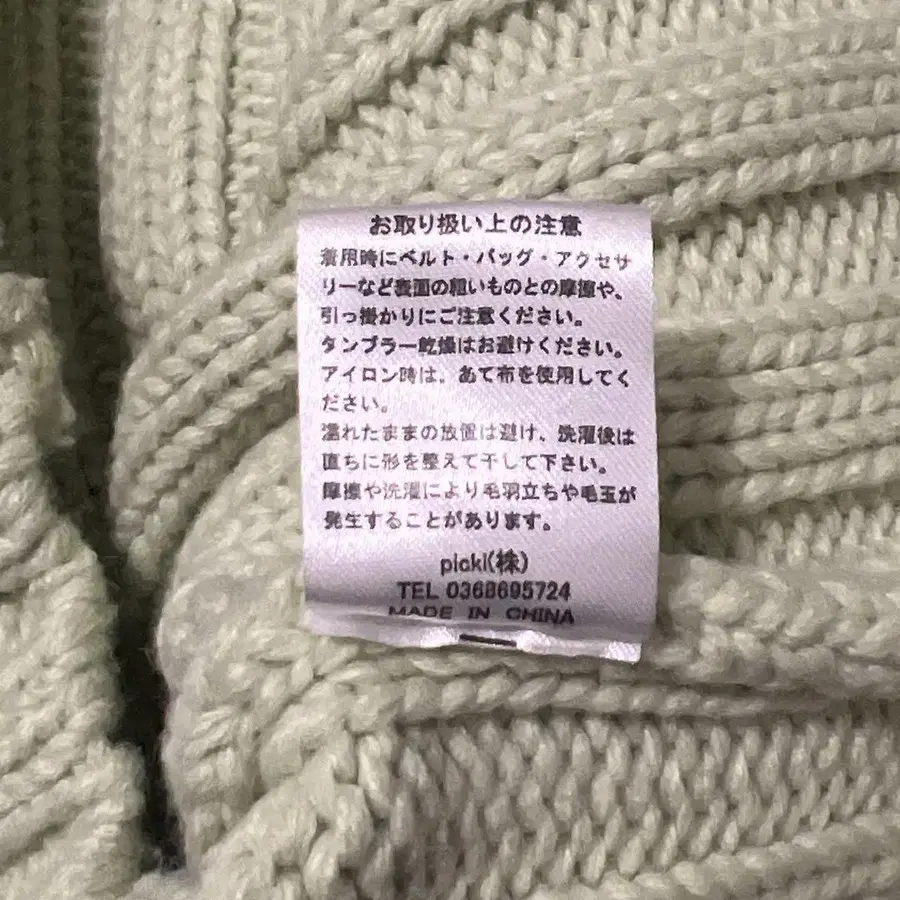 お取り扱い上の注意
着用時にベルト・バッグ・アクセサ
リーなど表面の粗いものとの摩擦や、
引っ掛かりにご注意ください。
タンブラー乾燥はお避けください。
アイロン時は、あて布を使用してく
ださい。
濡れたままの放置は避け、洗濯後は
直ちに形を整えて干して下さい。
摩擦や洗濯により毛羽立ちや毛玉が
発生することがあります。
picki(株)
TEL 0368695724
MADE IN CHINA